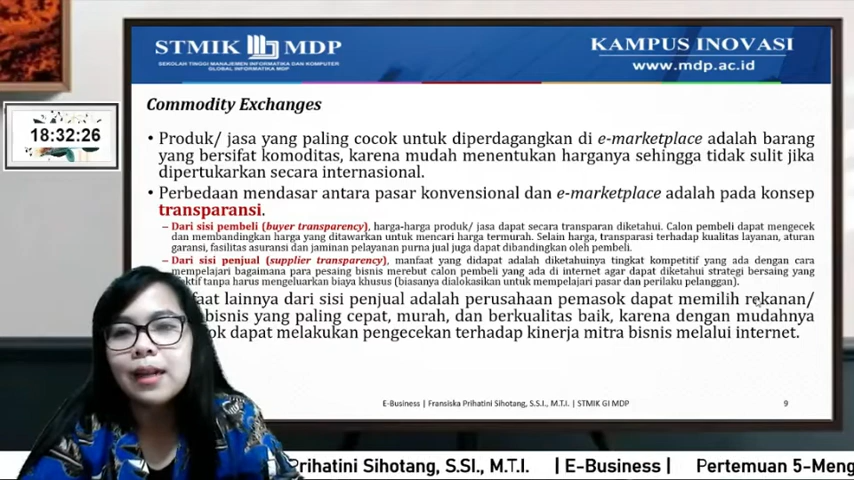 STMIK MDP
SEKOLAH TINGGI MANAJEMEN INFORMATIKA DAN KOMPUTER
GLOBAL INFORMATIKA MDP
KAMPUS INOVASI
www.mdp.ac.id
18:32:26
Commodity Exchanges
• Produk/ jasa yang paling cocok untuk diperdagangkan di e-marketplace adalah barang
yang bersifat komoditas, karena mudah menentukan harganya sehingga tidak sulit jika
dipertukarkan secara internasional.
• Perbedaan mendasar antara pasar konvensional dan e-marketplace adalah pada konsep
transparansi.
– Dari sisi pembeli (buyer transparency), harga-harga produk/ jasa dapat secara transparan diketahui. Calon pembeli dapat mengecek
dan membandingkan harga yang ditawarkan untuk mencari harga termurah. Selain harga, transparasi terhadap kualitas layanan, aturan
garansi, fasilitas asuransi dan jaminan pelayanan purna jual juga dapat dibandingkan oleh pembeli.
– Dari sisi penjual (supplier transparency), manfaat yang didapat adalah diketahuinya tingkat kompetitif yang ada dengan cara
mempelajari bagaimana para pesaing bisnis merebut calon pembeli yang ada di internet agar dapat diketahui strategi bersaing yang
tanpa harus mengeluarkan biaya khusus (biasanya dialokasikan untuk mempelajari pasar dan perilaku pelanggan).
lainnya dari sisi penjual adalah perusahaan pemasok dapat memilih rekanan/
bisnis yang paling cepat, murah, dan berkualitas baik, karena dengan mudahnya
dapat melakukan pengecekan terhadap kinerja mitra bisnis melalui internet.
E-Business | Fransiska Prihatini Sihotang, S.S.I., M.T.I. | STMIK GI MDP
9
Prihatini Sihotang, S.SI., M.T.I. | E-Business | Pertemuan 5-Meng